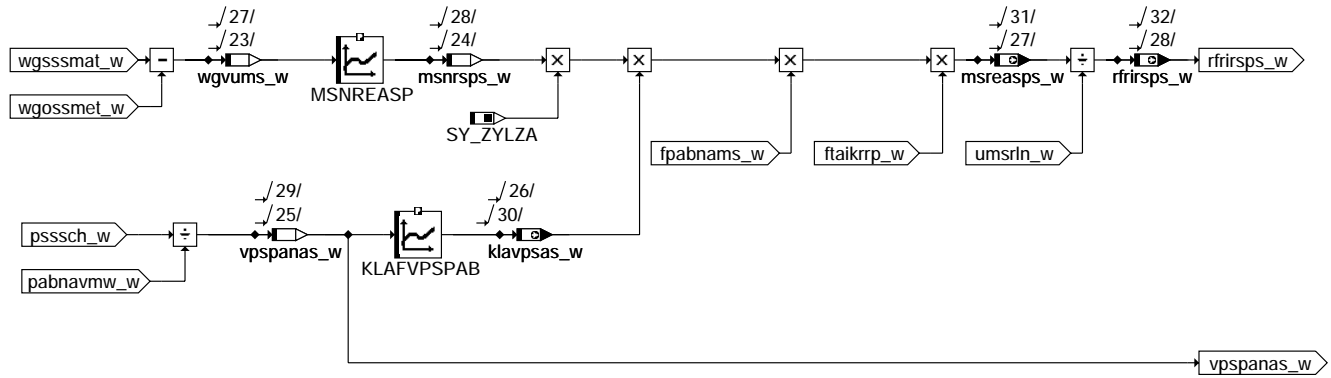 27/
23/
28/
24/
31/
27/
32/
28/
wgsssmat_w
wgvums_w
MSNREASP
msnrsps_w
msreasps_w
rfrirsps_w
rfrirsps_w
wgossmet_w
SY_ZYLZA
fpabnams_w
ftaikrrp_w
umsrln_w
29/
25/
26/
30/
psssch_w
vpspanas_w
KLAFVPSPAB
klavpsas_w
pabnavmw_w
vpspanas_w